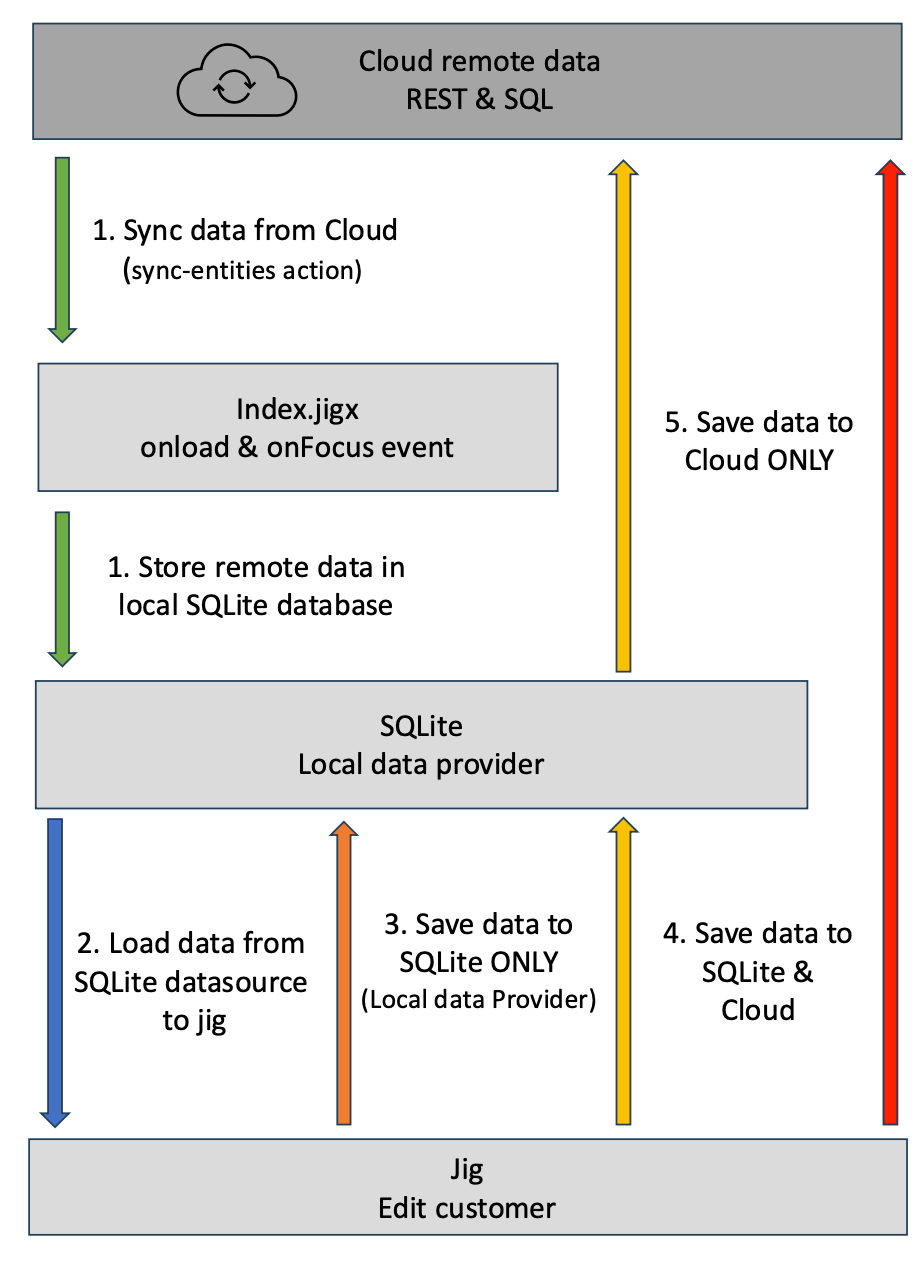 Cloud remote data
REST & SQL
1. Sync data from Cloud
(sync-entities action)
Index.jigx
onload & onFocus event
5. Save data to
Cloud ONLY
1. Store remote data in
local SQLite database
SQLite
Local data provider
2. Load data from
SQLite datasource
to jig
3. Save data to
SQLite ONLY
(Local data Provider)
4. Save data to
SQLite &
Cloud
Jig
Edit customer